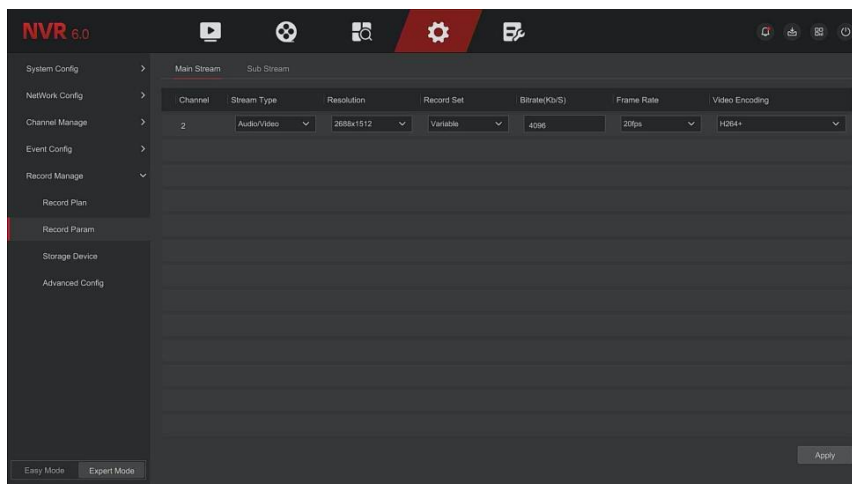 NVR 6.0
System Config
NetWork Config
Channel Manage
Event Config
Record Manage
Record Plan
Record Param
Storage Device
Advanced Config
Easy Mode Expert Mode
Main Stream Sub Stream
Channel Stream Type Resolution Record Set Bitrate(Kb/S) Frame Rate Video Encoding
2 Audio/Video 2688x1512 Variable 4096 20fps H264+
Apply